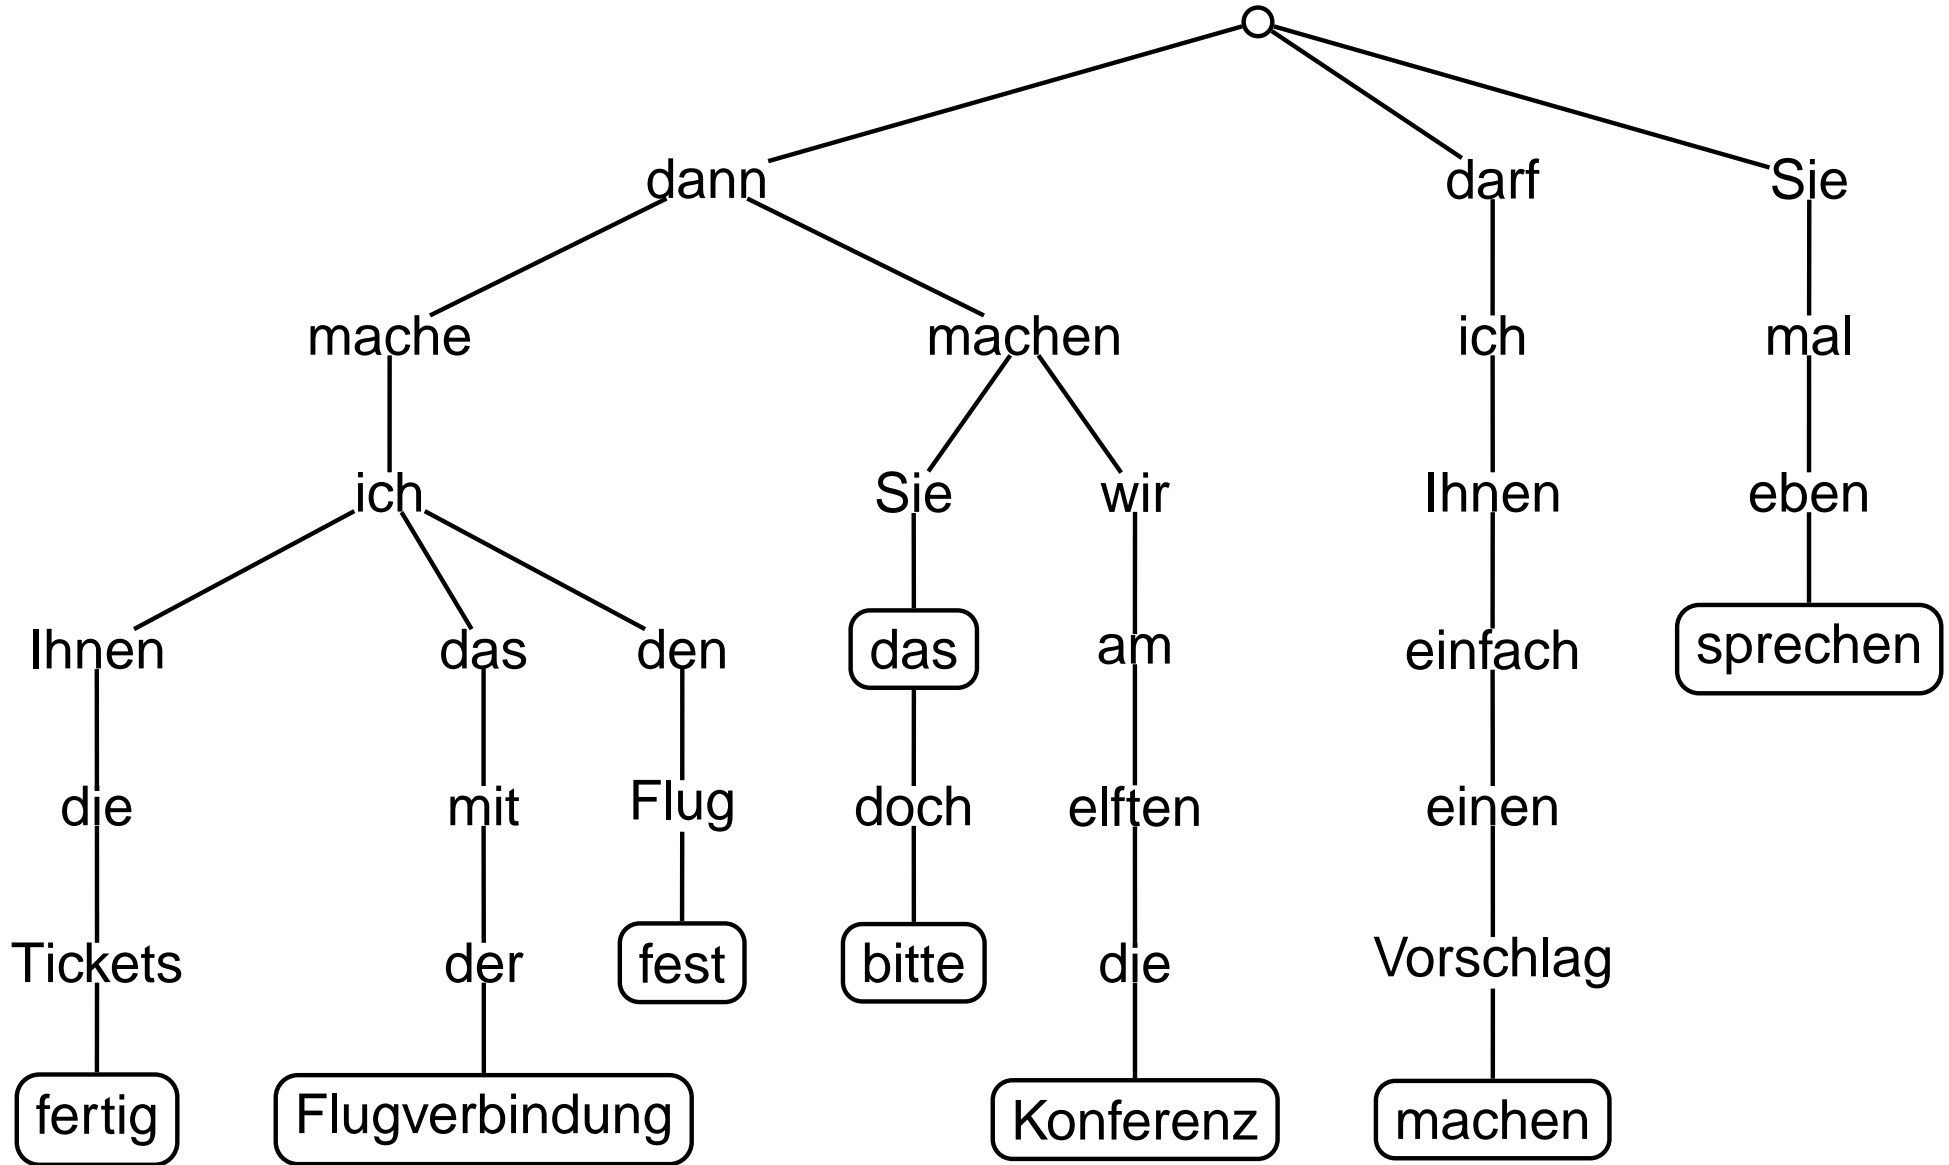 dann darf Sie
mache machen ich mal
ich Sie wir Ihnen eben
Ihnen das den das am einfach sprechen
die mit Flug doch elften einen
Tickets der fest bitte die Vorschlag
fertig Flugverbindung Konferenz machen